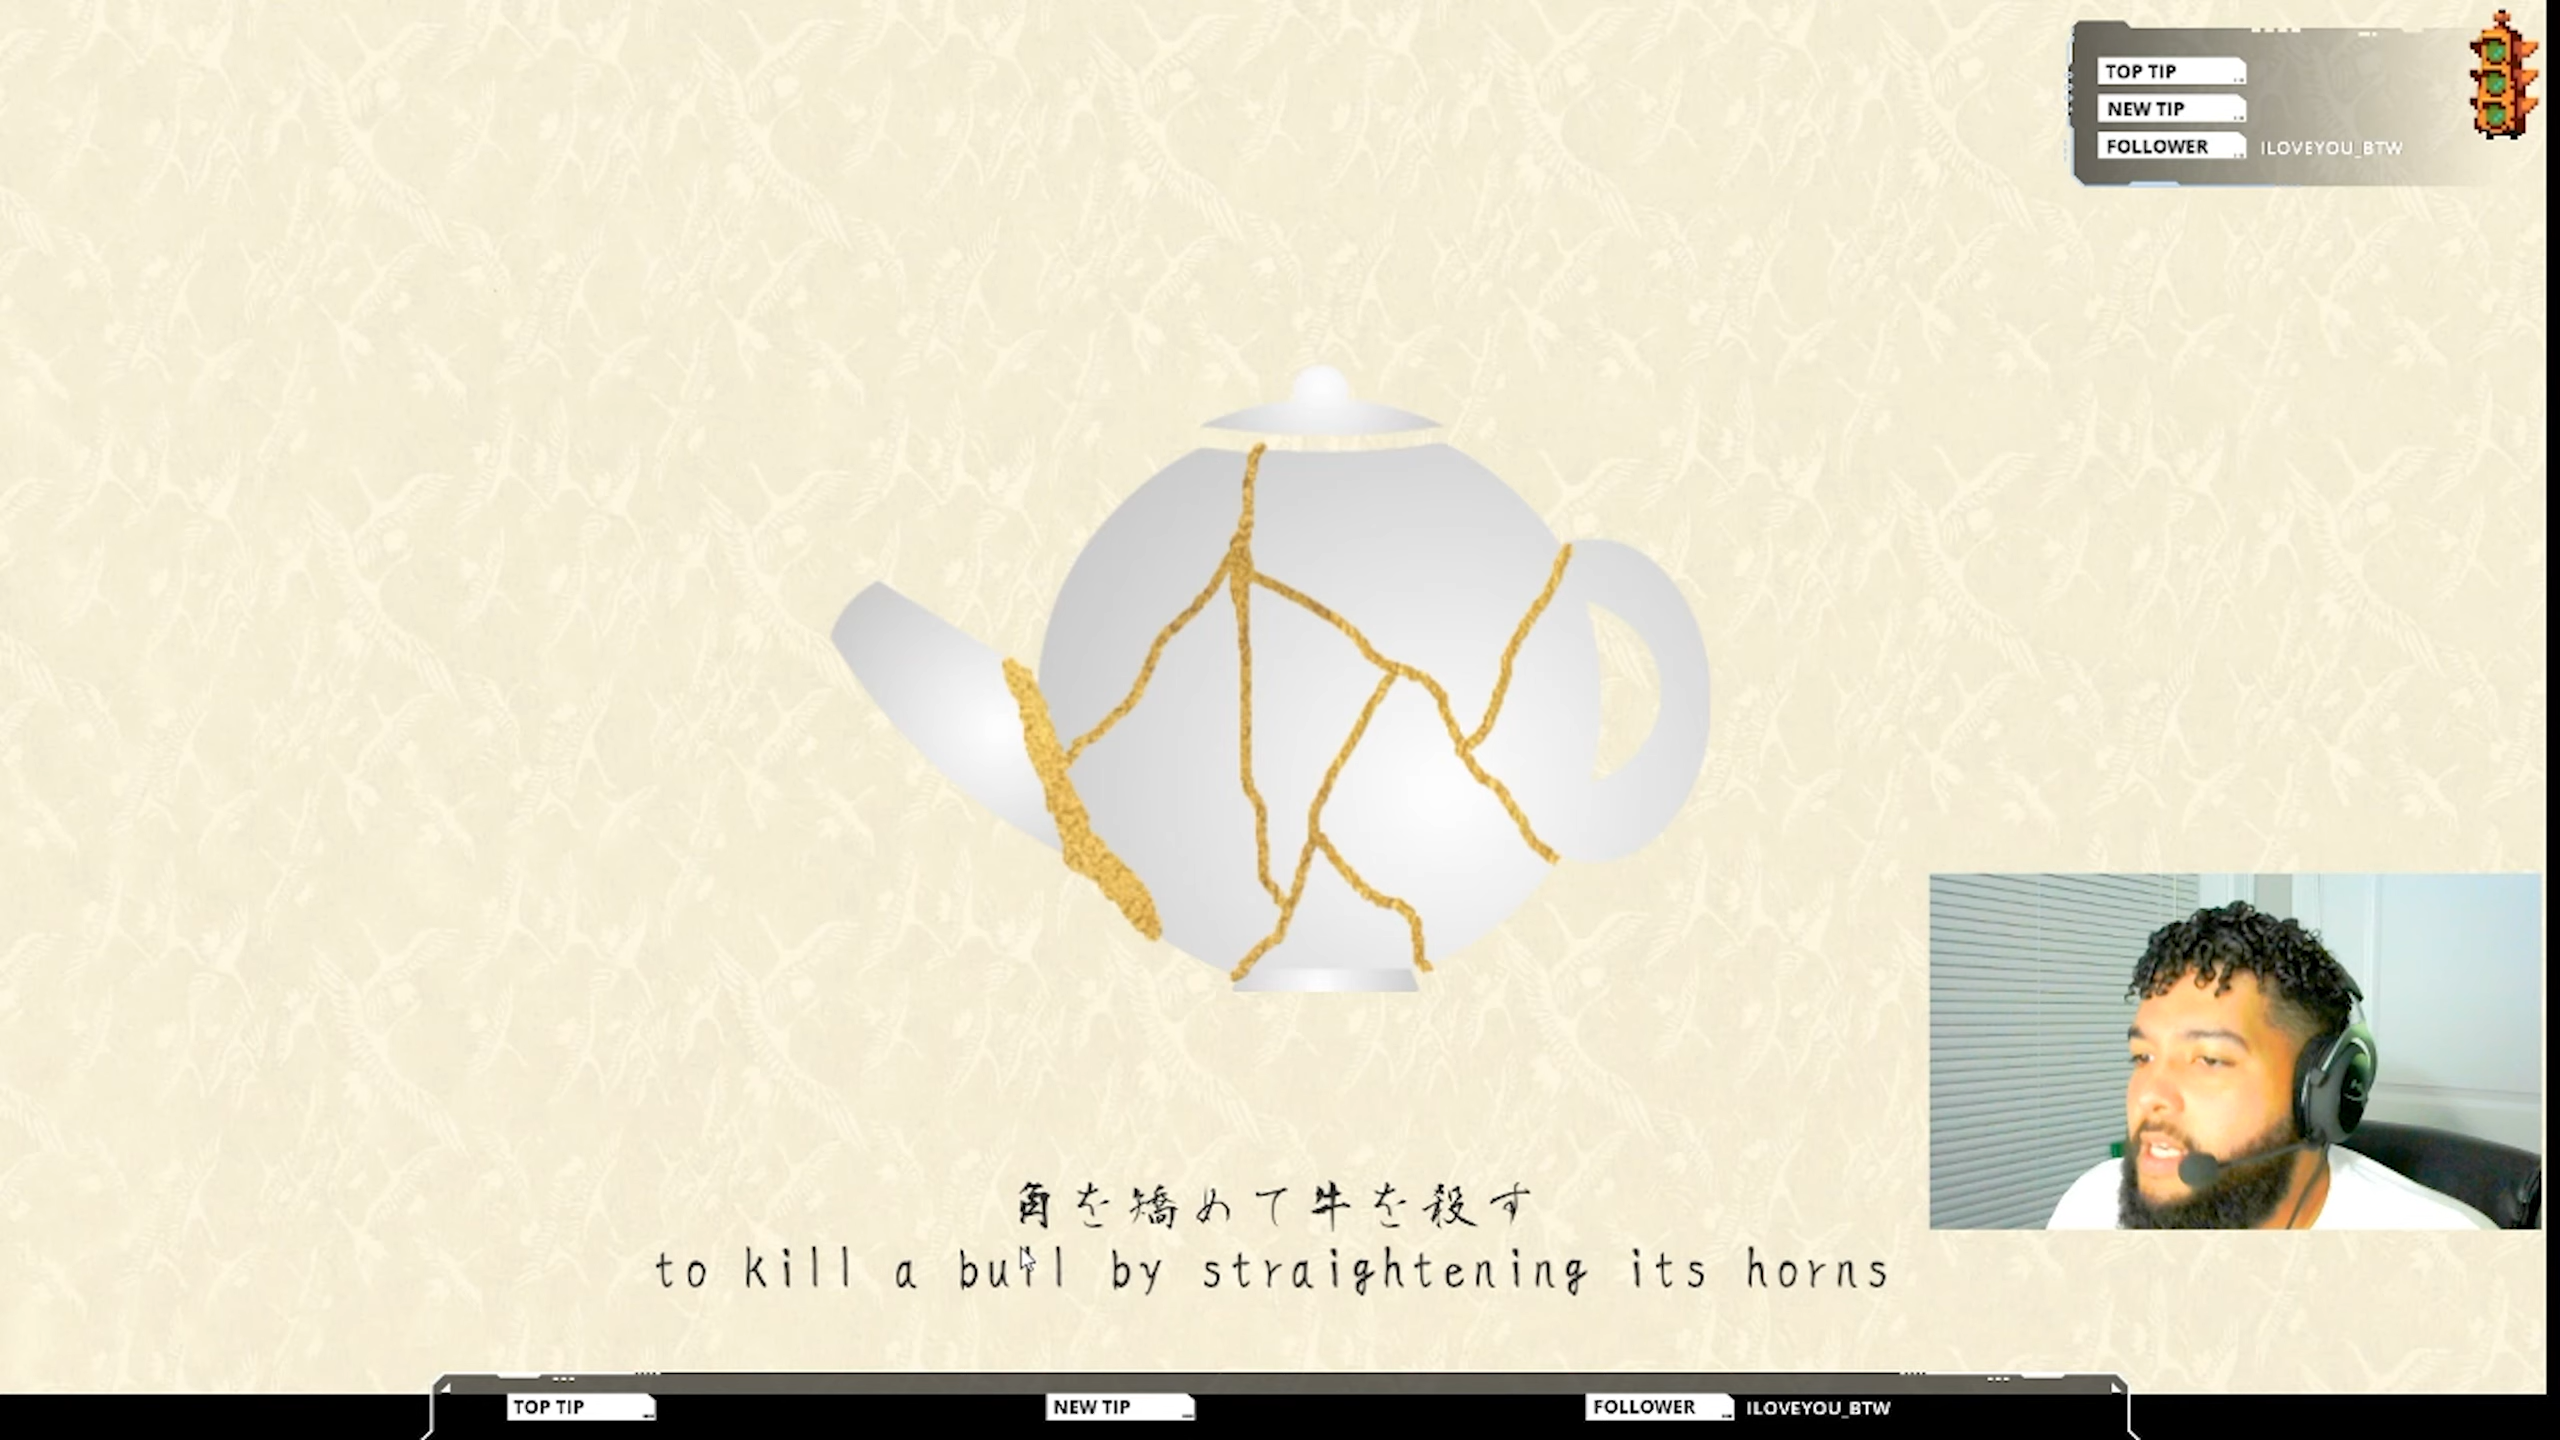 TOP TIP
NEW TIP
FOLLOWER ILOVEYOU_BTW
角を矯めて牛を殺す
to kill a bull by straightening its horns
TOP TIP NEW TIP FOLLOWER ILOVEYOU_BTW